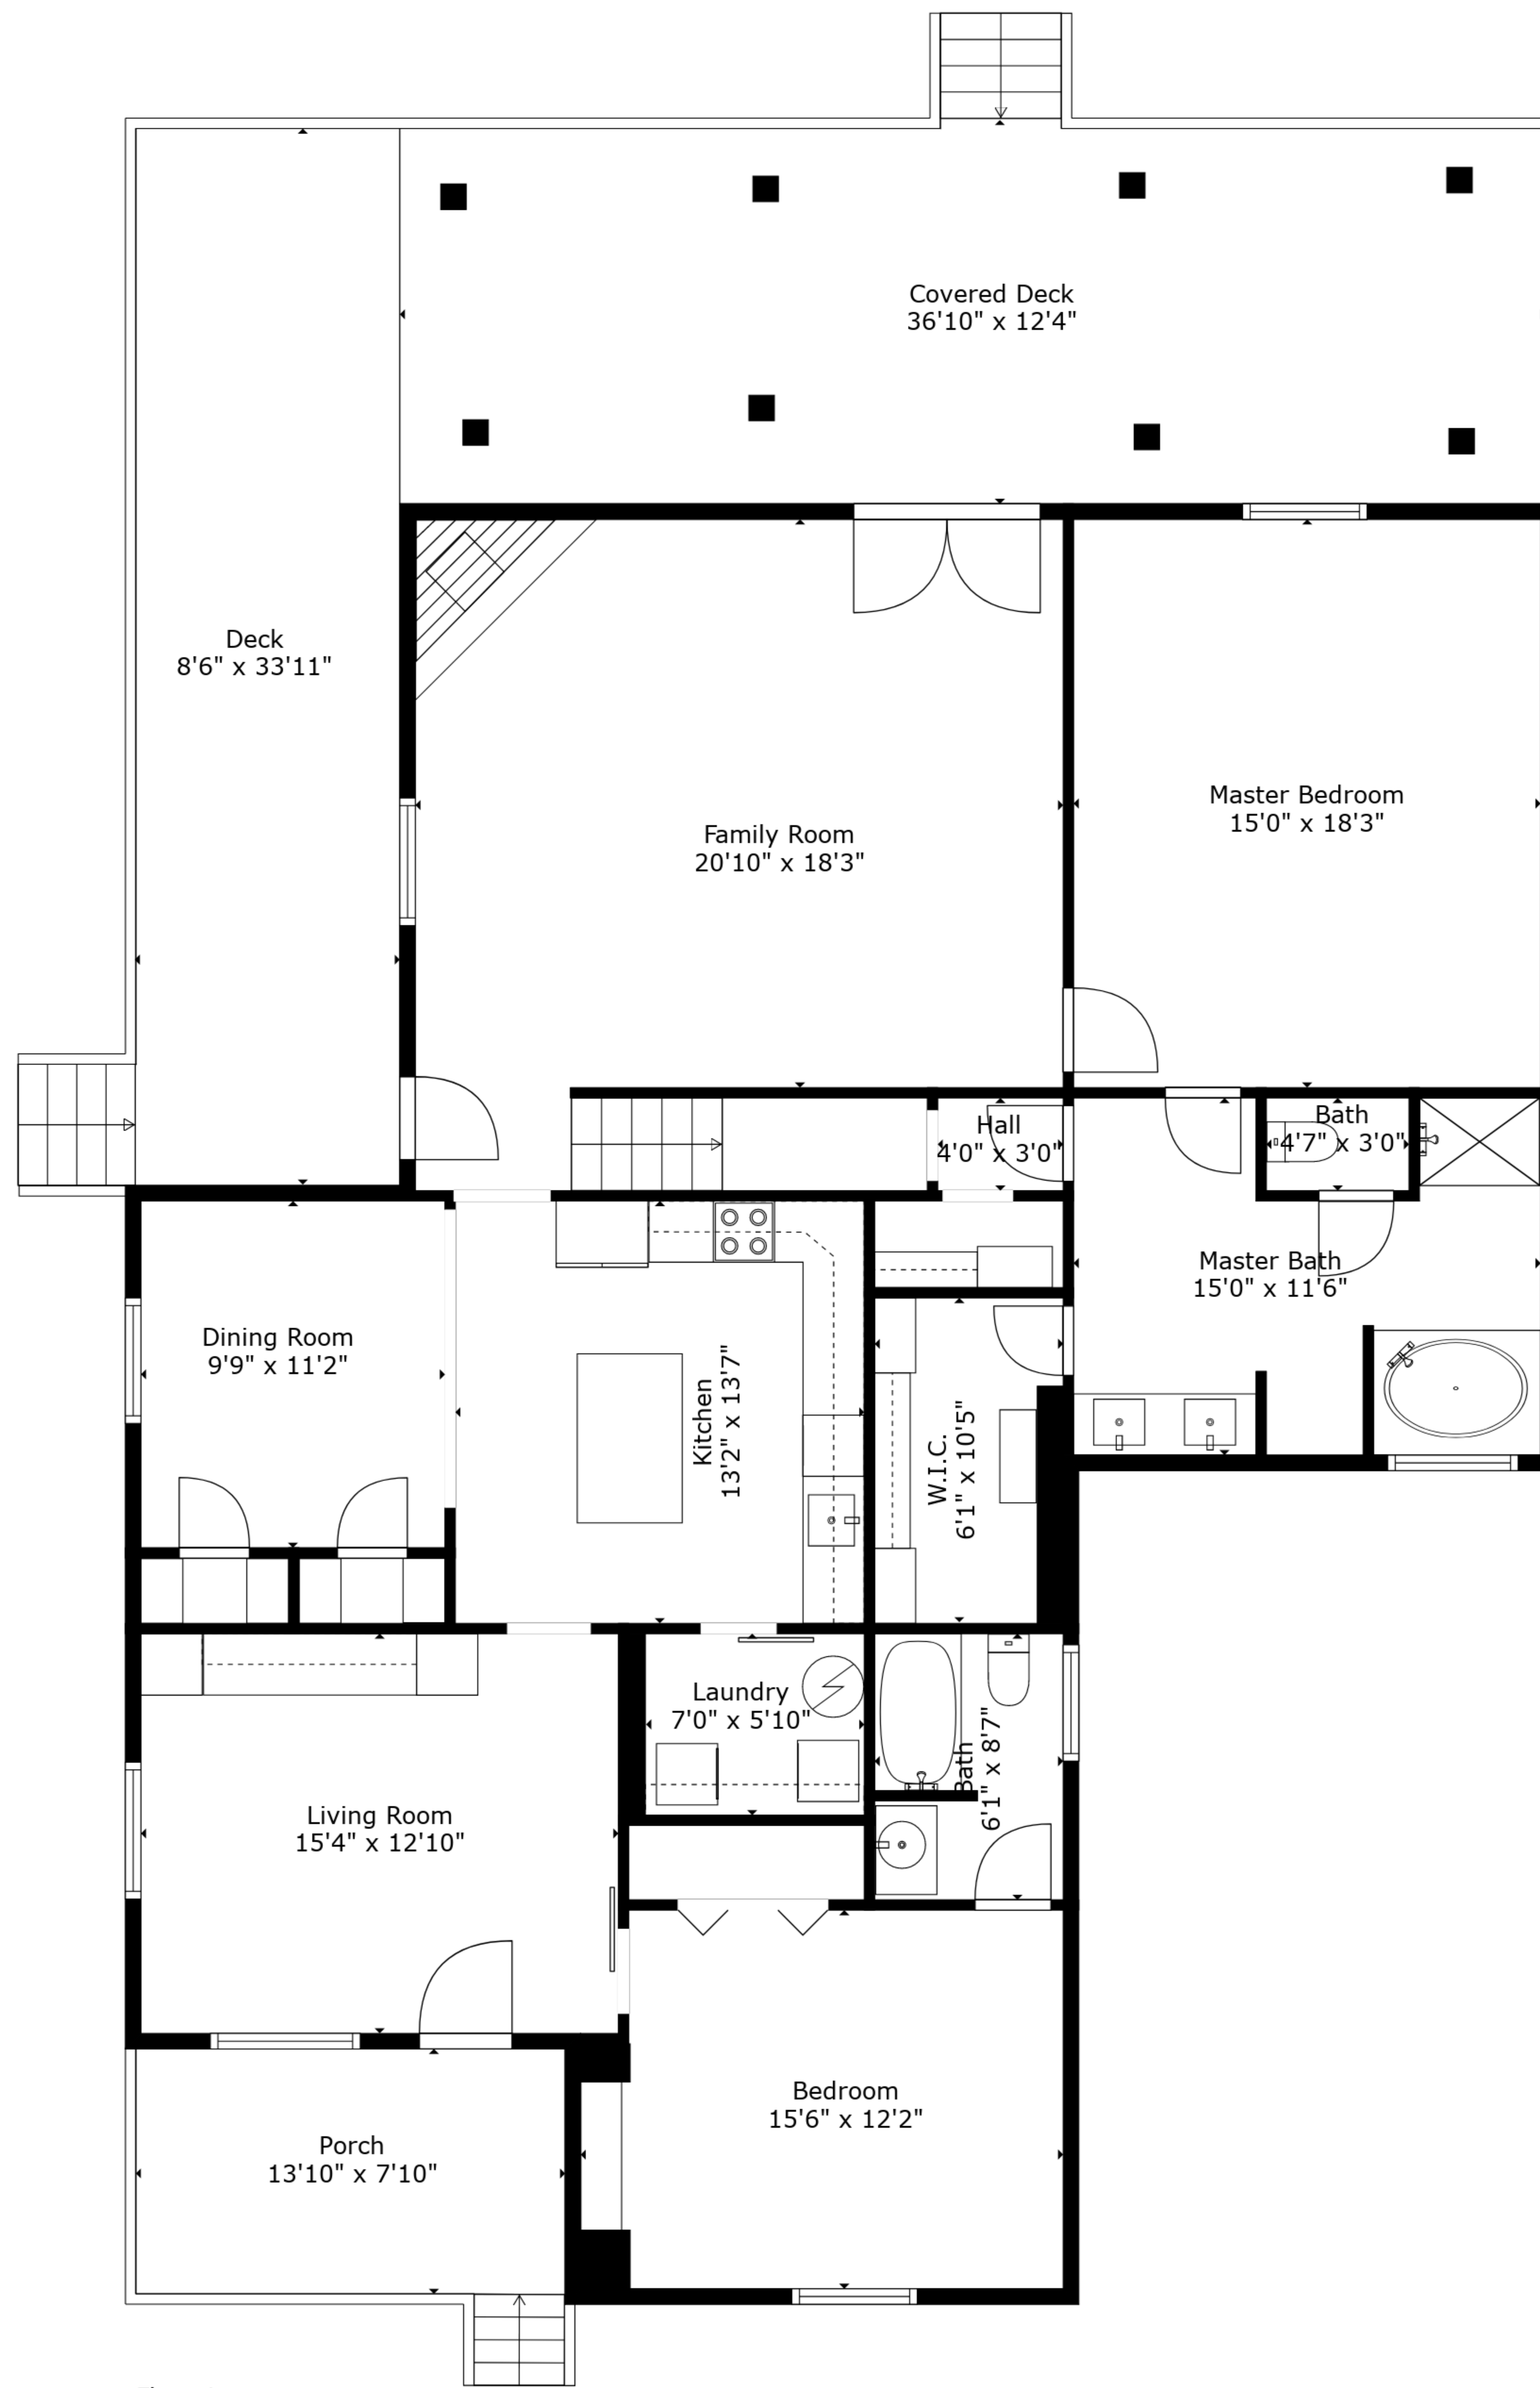 Covered Deck
36'10" x 12'4"
Deck
8'6" x 33'11"
Family Room
20'10" x 18'3"
Master Bedroom
15'0" x 18'3"
Hall
4'0" x 3'0"
Bath
4'7" x 3'0"
Master Bath
15'0" x 11'6"
Dining Room
9'9" x 11'2"
Kitchen
13'2" x 13'7"
W.I.C.
6'1" x 10'5"
Laundry
7'0" x 5'10"
Bath
6'1" x 8'7"
Living Room
15'4" x 12'10"
Bedroom
15'6" x 12'2"
Porch
13'10" x 7'10"